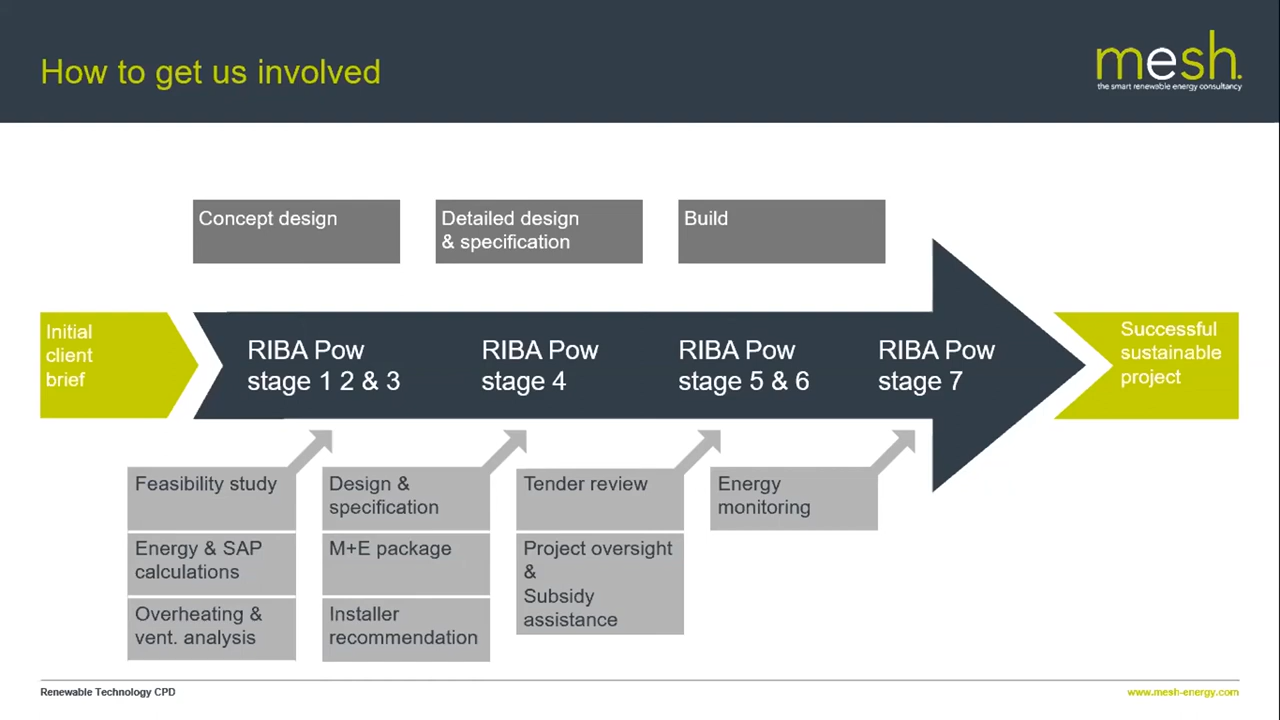 How to get us involved
mesh.
the smart renewable energy consultancy
Concept design
Detailed design
& specification
Build
Initial
client
brief
RIBA Pow
stage 1 2 & 3
RIBA Pow
stage 4
RIBA Pow
stage 5 & 6
RIBA Pow
stage 7
Successful
sustainable
project
Feasibility study
Energy & SAP
calculations
Overheating &
vent. analysis
Design &
specification
M+E package
Installer
recommendation
Tender review
Project oversight
&
Subsidy
assistance
Energy
monitoring
Renewable Technology CPD
www.mesh-energy.com